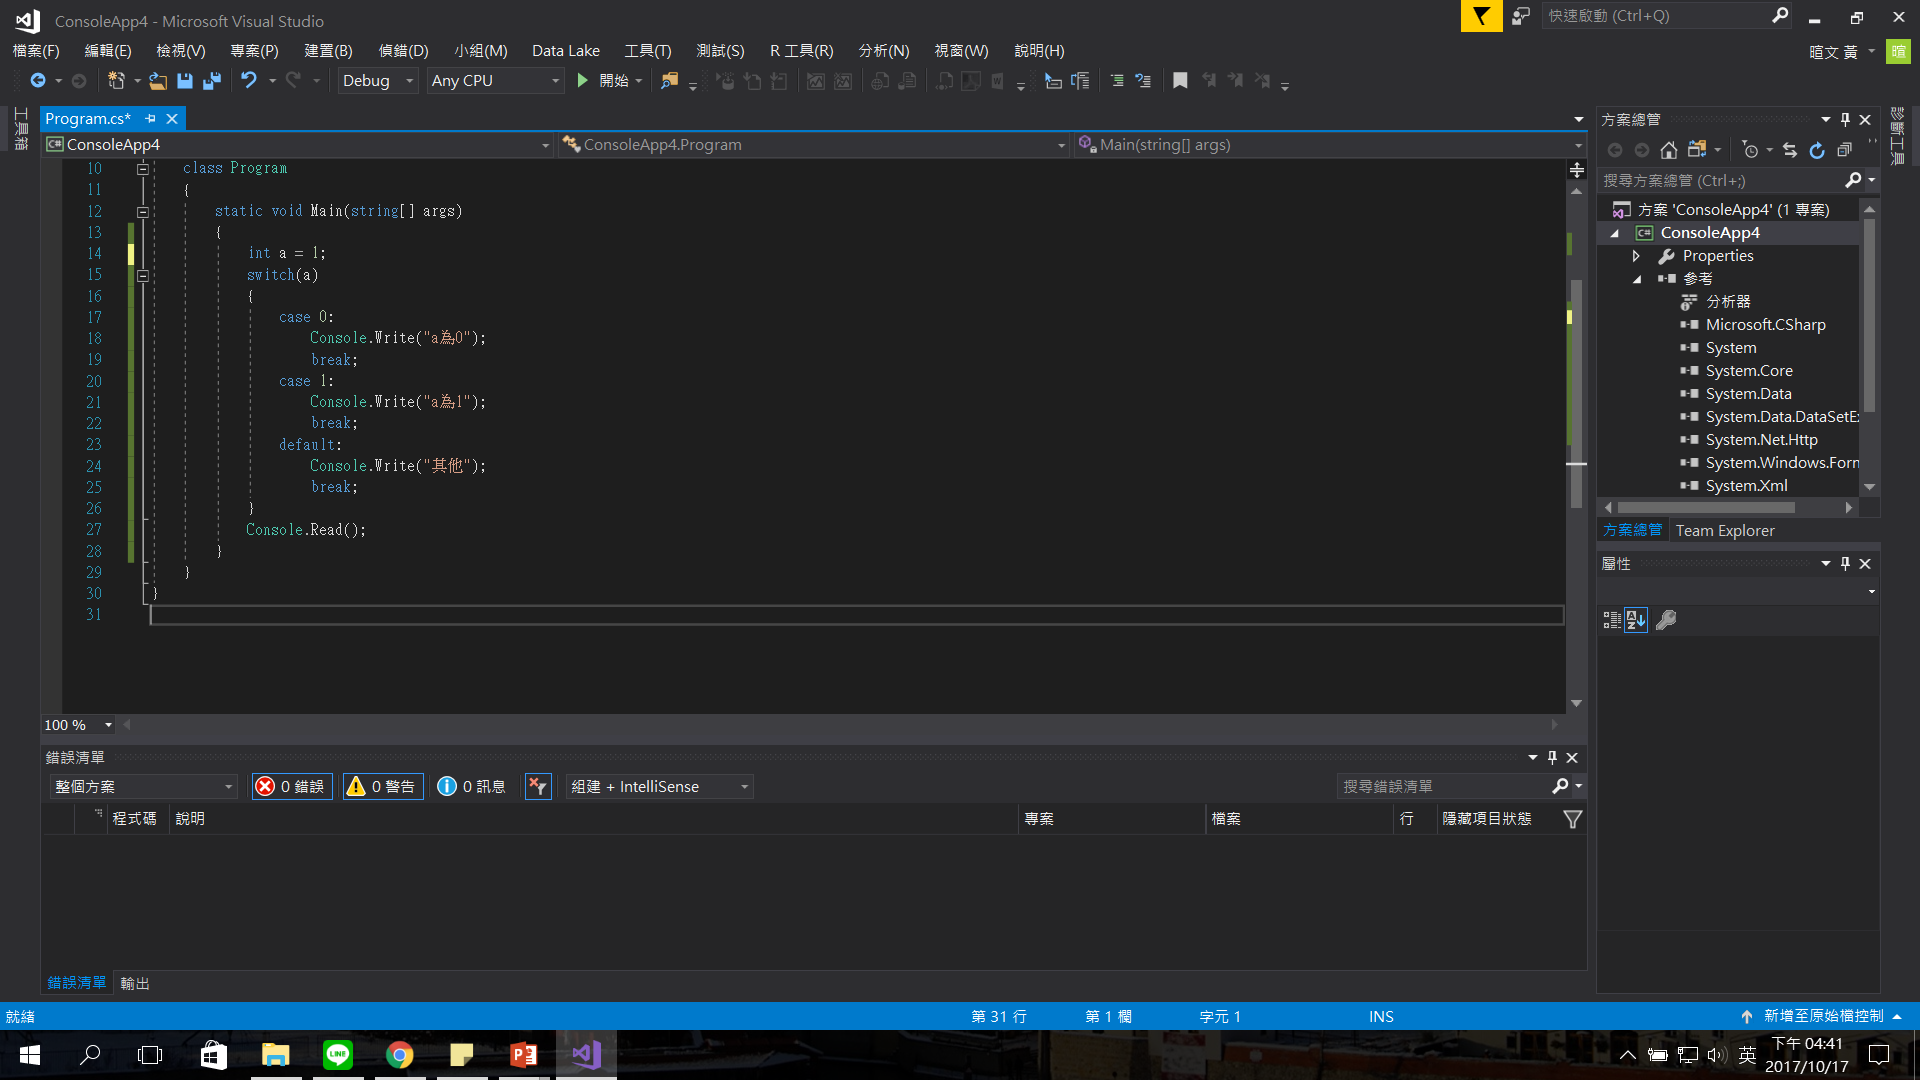 ConsoleApp4 - Microsoft Visual Studio
快速啟動 (Ctrl+Q)
檔案(F) 編輯(E) 檢視(V) 專案(P) 建置(B) 偵錯(D) 小組(M) Data Lake 工具(T) 測試(S) R 工具(R) 分析(N) 視窗(W) 說明(H)
暄文 黃 暄
Debug Any CPU 開始
工具箱
Program.cs*
ConsoleApp4 ConsoleApp4.Program Main(string[] args)
10 class Program
11 {
12 static void Main(string[] args)
13 {
14 int a = 1;
15 switch(a)
16 {
17 case 0:
18 Console.Write("a為0");
19 break;
20 case 1:
21 Console.Write("a為1");
22 break;
23 default:
24 Console.Write("其他");
25 break;
26 }
27 Console.Read();
28 }
29 }
30 }
31
100 %
方案總管
搜尋方案總管 (Ctrl+;)
方案 'ConsoleApp4' (1 專案)
C# ConsoleApp4
Properties
參考
分析器
Microsoft.CSharp
System
System.Core
System.Data
System.Data.DataSetE
System.Net.Http
System.Windows.Forn
System.Xml
方案總管 Team Explorer
屬性
診斷工具
錯誤清單
整個方案 0 錯誤 0 警告 0 訊息 組建 + IntelliSense 搜尋錯誤清單
程式碼 說明 專案 檔案 行 隱藏項目狀態
錯誤清單 輸出
就緒 第 31 行 第 1 欄 字元 1 INS 新增至原始檔控制
LINE
英
下午 04:41
2017/10/17